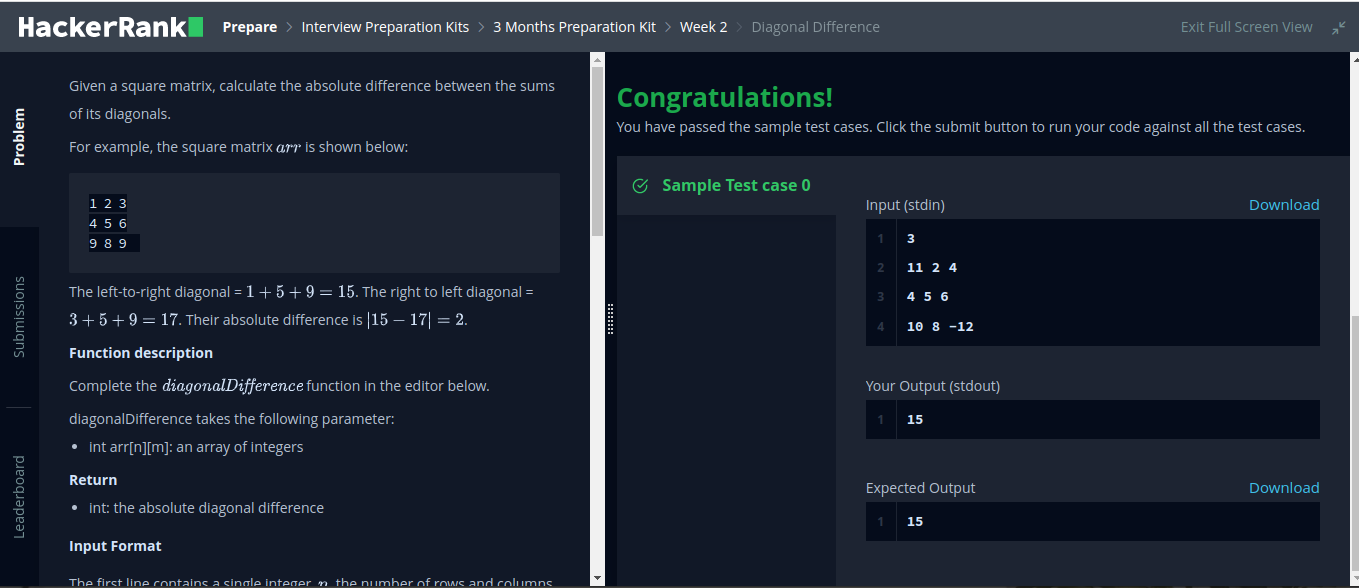 HackerRank Prepare > Interview Preparation Kits > 3 Months Preparation Kit > Week 2 > Diagonal Difference Exit Full Screen View
Problem
Submissions
Leaderboard
Given a square matrix, calculate the absolute difference between the sums
of its diagonals.
For example, the square matrix arr is shown below:
1 2 3
4 5 6
9 8 9
The left-to-right diagonal = 1 + 5 + 9 = 15. The right to left diagonal =
3 + 5 + 9 = 17. Their absolute difference is |15 − 17| = 2.
Function description
Complete the diagonalDifference function in the editor below.
diagonalDifference takes the following parameter:
• int arr[n][m]: an array of integers
Return
• int: the absolute diagonal difference
Input Format
The first line contains a single integer, n, the number of rows and columns
Congratulations!
You have passed the sample test cases. Click the submit button to run your code against all the test cases.
Sample Test case 0
Input (stdin) Download
1 3
2 11 2 4
3 4 5 6
4 10 8 -12
Your Output (stdout)
1 15
Expected Output Download
1 15